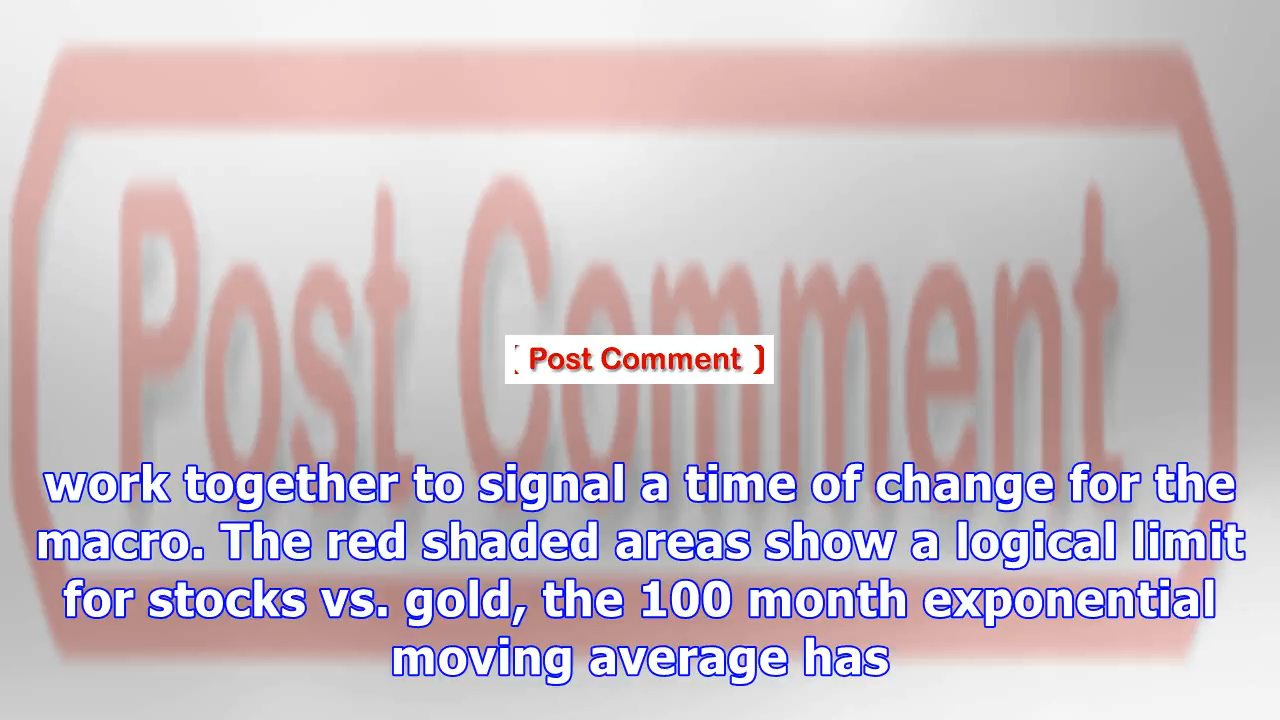 Post Comment
[ Post Comment ]
work together to signal a time of change for the
macro. The red shaded areas show a logical limit
for stocks vs. gold, the 100 month exponential
moving average has